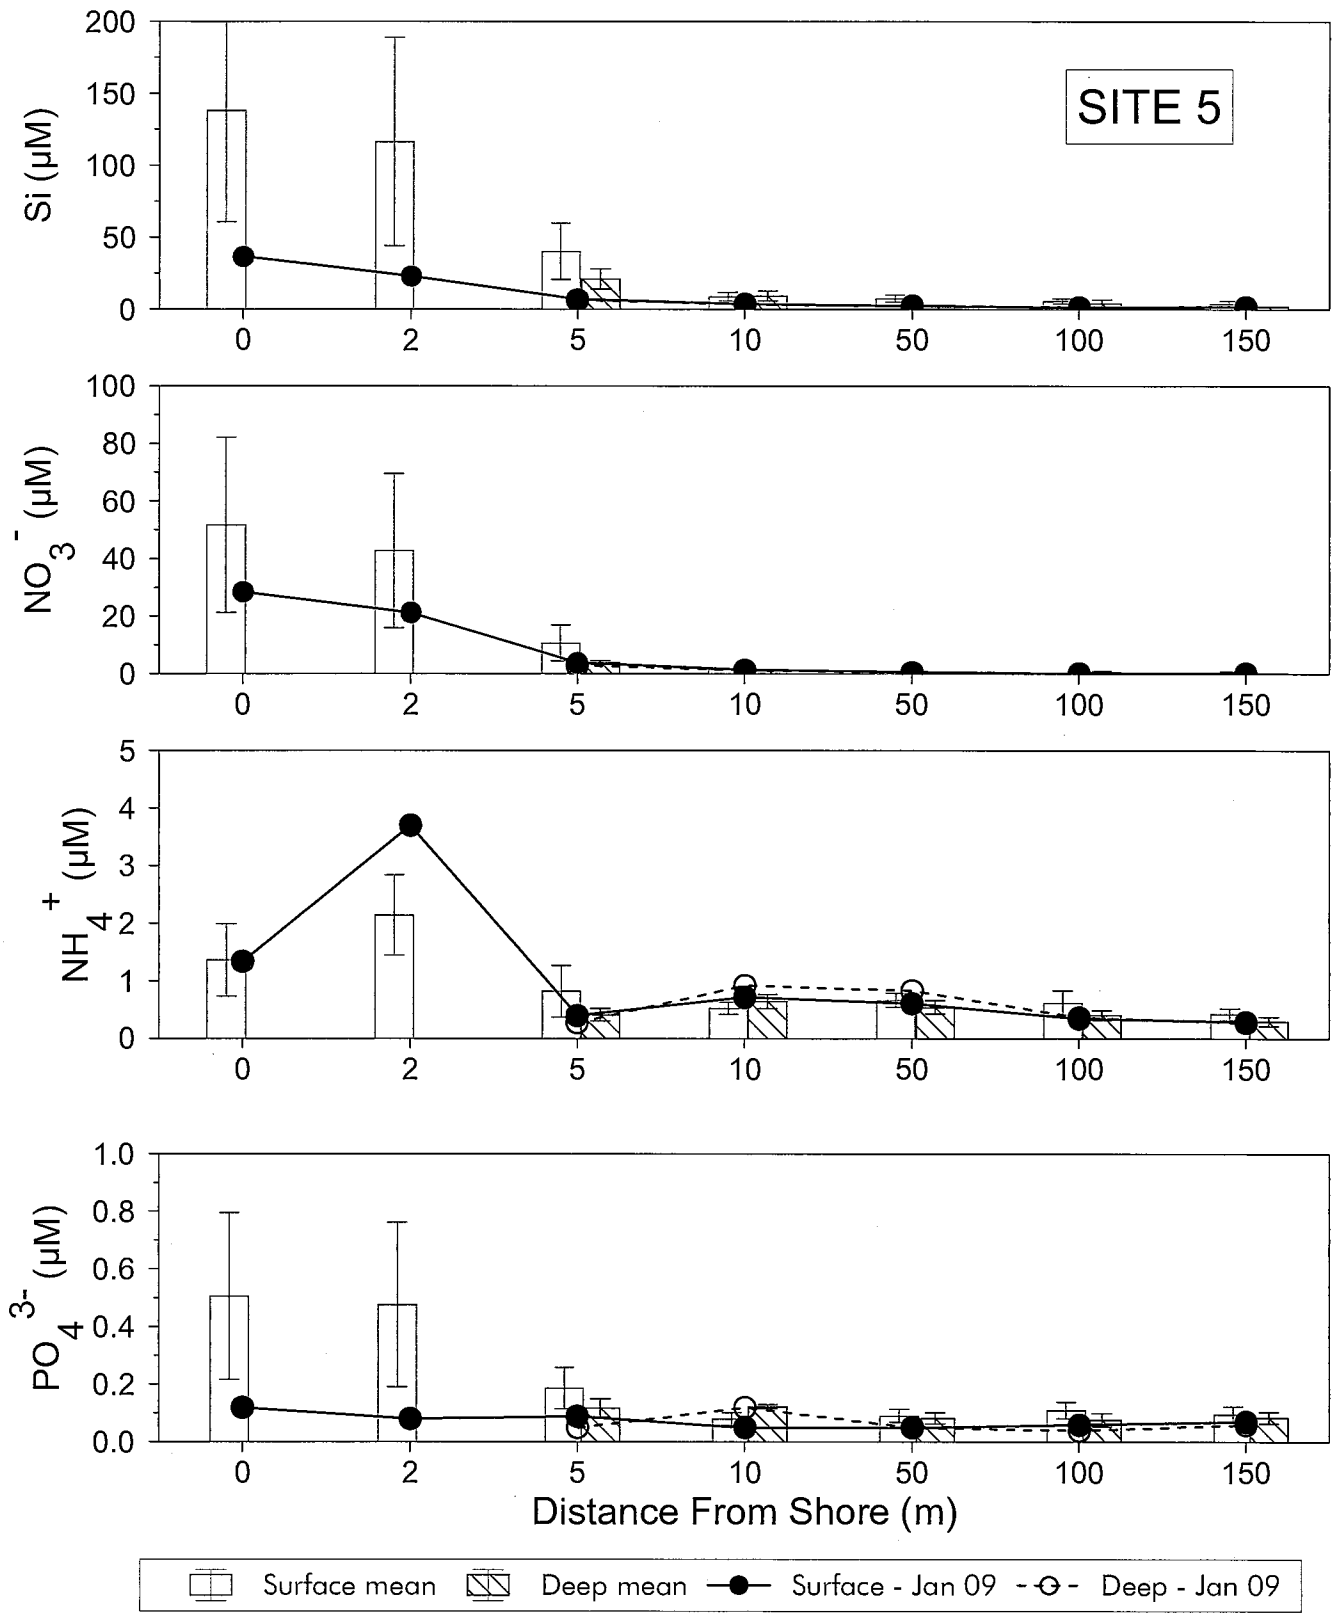 SITE 5
Si (µM)
200
150
100
50
0
0 2 5 10 50 100 150
NO3- (µM)
100
80
60
40
20
0
0 2 5 10 50 100 150
NH4+ (µM)
5
4
3
2
1
0
0 2 5 10 50 100 150
PO43- (µM)
1.0
0.8
0.6
0.4
0.2
0.0
0 2 5 10 50 100 150
Distance From Shore (m)
Surface mean Deep mean Surface - Jan 09 Deep - Jan 09